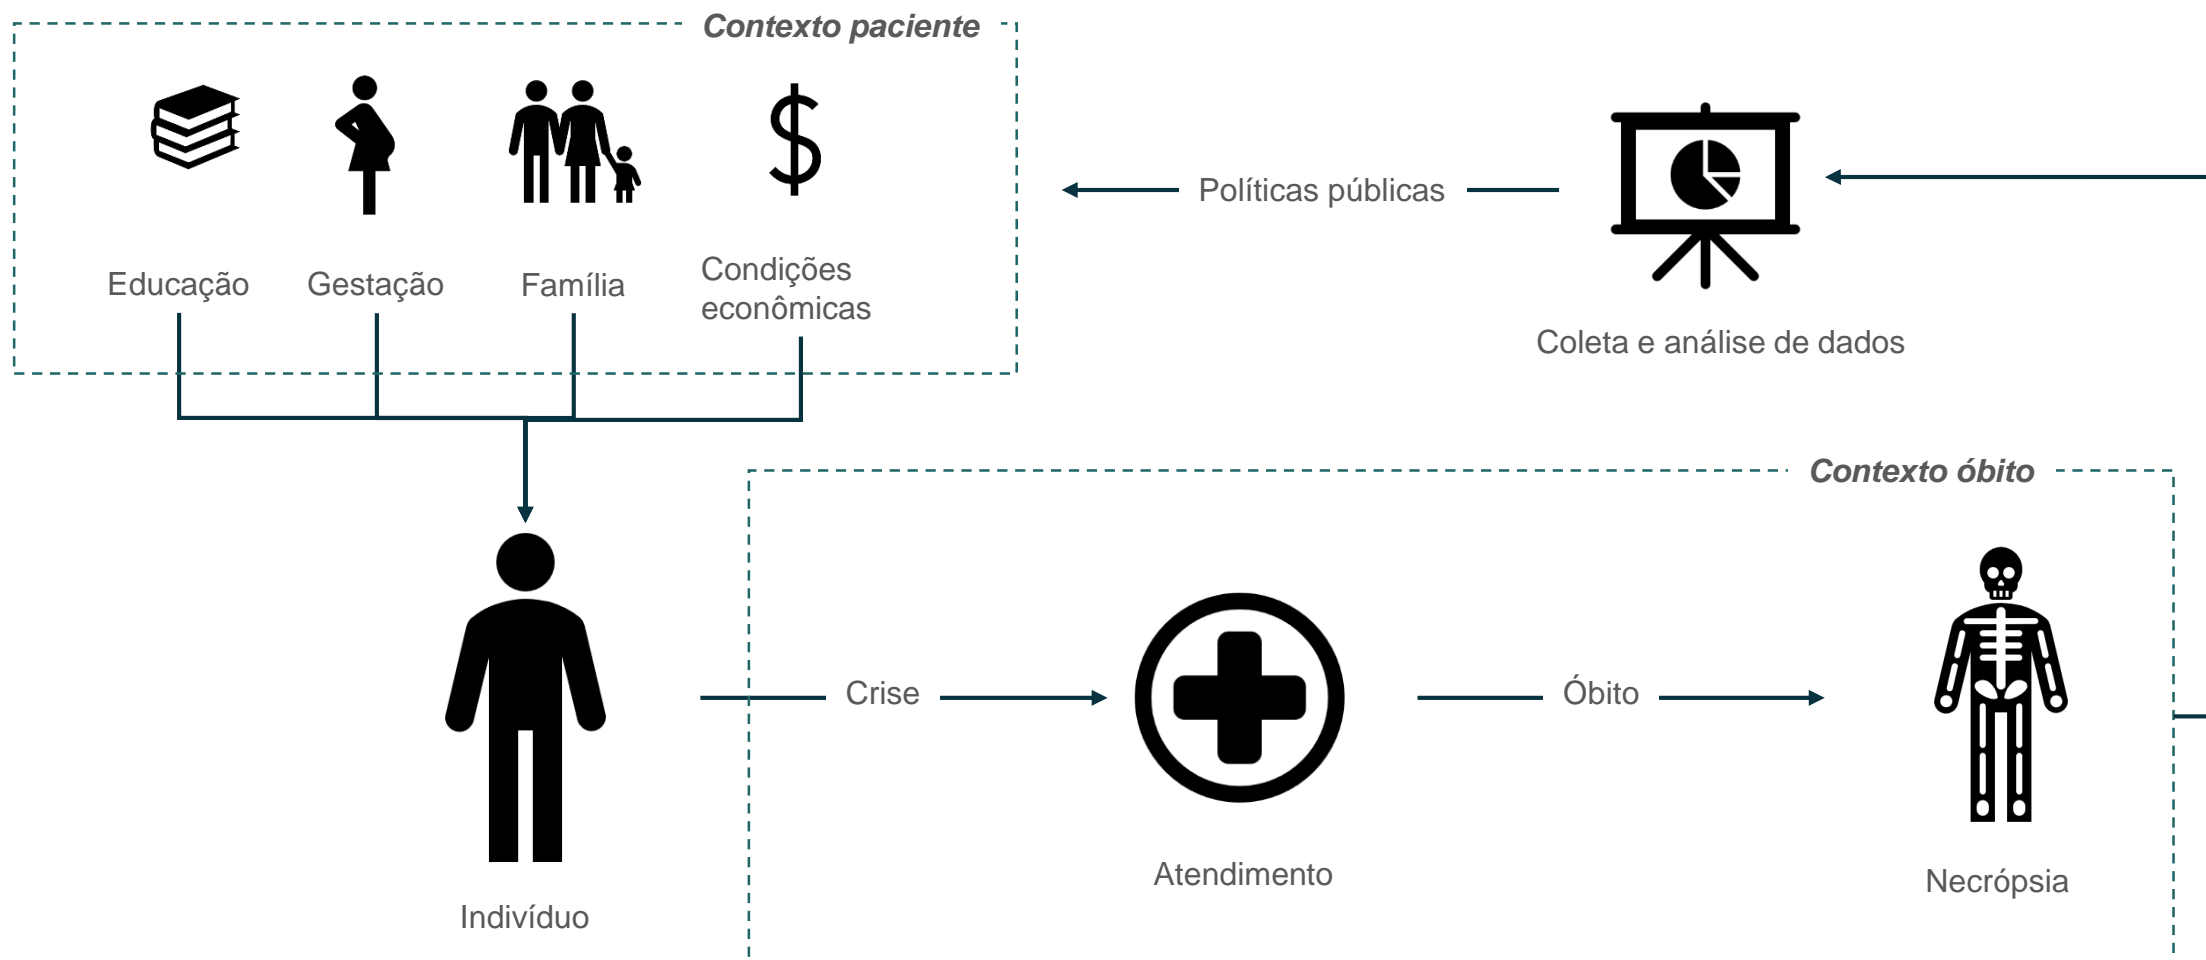 Contexto paciente
Educação
Gestação
Família
Condições
econômicas
Políticas públicas
Coleta e análise de dados
Contexto óbito
Indivíduo
Crise
Atendimento
Óbito
Necrópsia